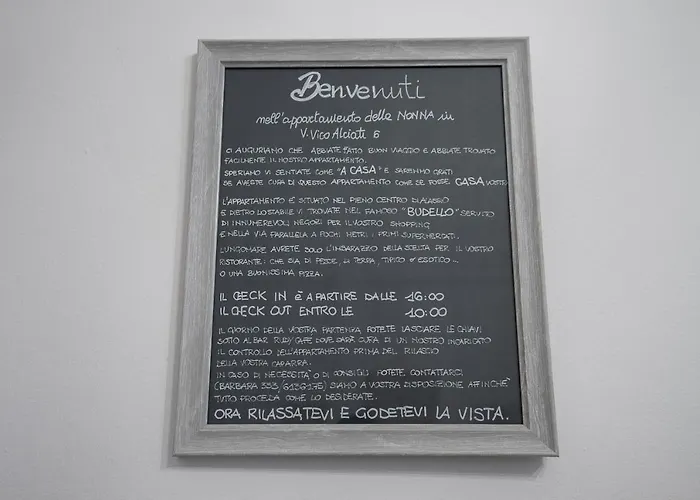 Benvenuti
nell'appartamento della NONNA in
V. Vico Alciati 6
CI AUGURIAMO CHE ABBIATE FATTO BUON VIAGGIO E ABBIATE TROVATO
FACILMENTE IL NOSTRO APPARTAMENTO.
SPERIAMO VI SENTIATE COME "A CASA" E SAREMMO GRATI
SE AVESTE CURA DI QUESTO APPARTAMENTO COME SE FOSSE CASA VOSTRA
L'APPARTAMENTO È SITUATO NEL PIENO CENTRO DI ALASSIO
E DIETRO LO STABILE VI TROVATE NEL FAMOSO "BUDELLO" SERVITO
DI INNUMEREVOLI NEGOZI PER IL VOSTRO SHOPPING
E NELLA VIA PARALLELA A POCHI METRI I PRIMI SUPERMERCATI.
LUNGOMARE AVRETE SOLO L'IMBARAZZO DELLA SCELTA PER IL VOSTRO
RISTORANTE: CHE SIA DI PESCE, DI TERRA, TIPICO O ESOTICO...
O UNA BUONISSIMA PIZZA.
IL CECK IN È A PARTIRE DALLE 16:00
IL CECK OUT ENTRO LE 10:00
IL GIORNO DELLA VOSTRA PARTENZA POTETE LASCIARE LE CHIAVI
SOTTO AL BAR RUDY CAFE DOVE SARÀ CURA DI UN NOSTRO INCARICATO
IL CONTROLLO DELL'APPARTAMENTO PRIMA DEL RILASCIO
DELLA VOSTRA CAPARRA.
IN CASO DI NECESSITÀ O DI CONSIGLI POTETE CONTATTARCI
(BARBARA 333/6136175) SIAMO A VOSTRA DISPOSIZIONE AFFINCHÈ
TUTTO PROCEDA COME LO DESIDERATE.
ORA RILASSATEVI E GODETEVI LA VISTA.